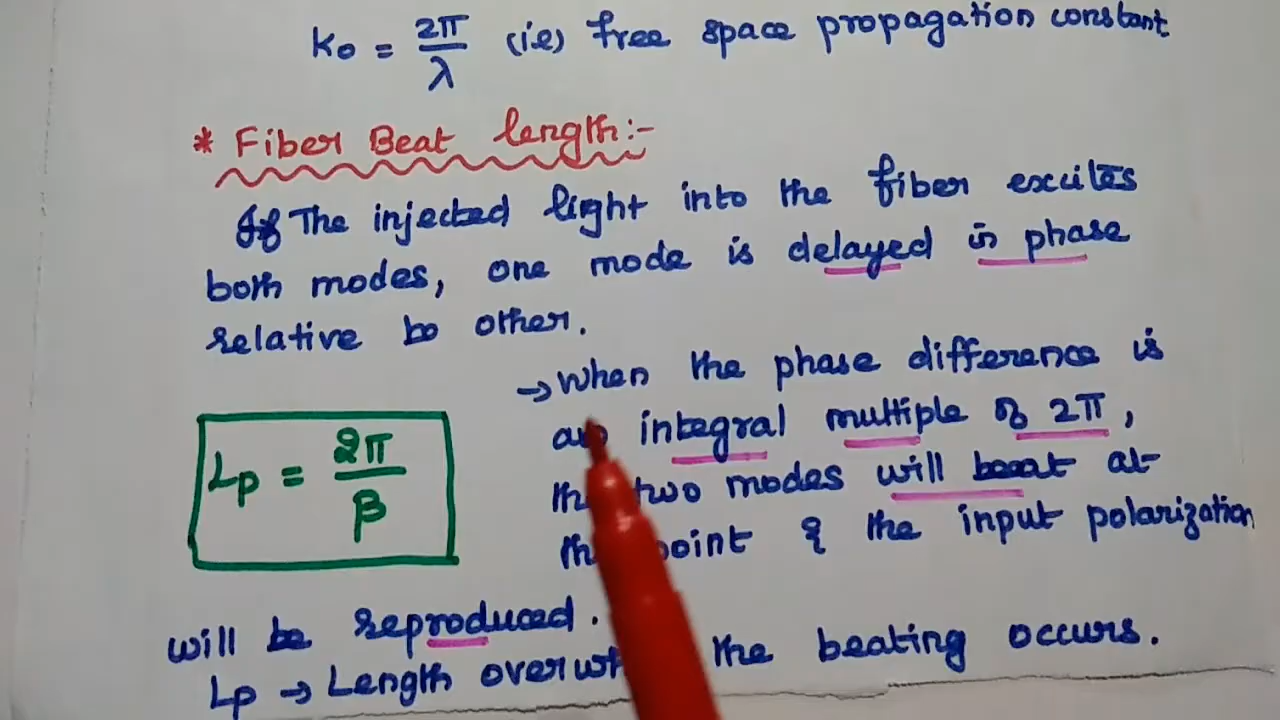 K₀ = 2π/λ (ie) free space propagation constant
* Fiber Beat length:-
If The injected light into the fiber excites
both modes, one mode is delayed in phase
relative to other.
→ When the phase difference is
an integral multiple of 2π,
Lp = 2π/β
two modes will beat at
point & the input polarization
will be reproduced.
Lp → Length over the beating occurs.